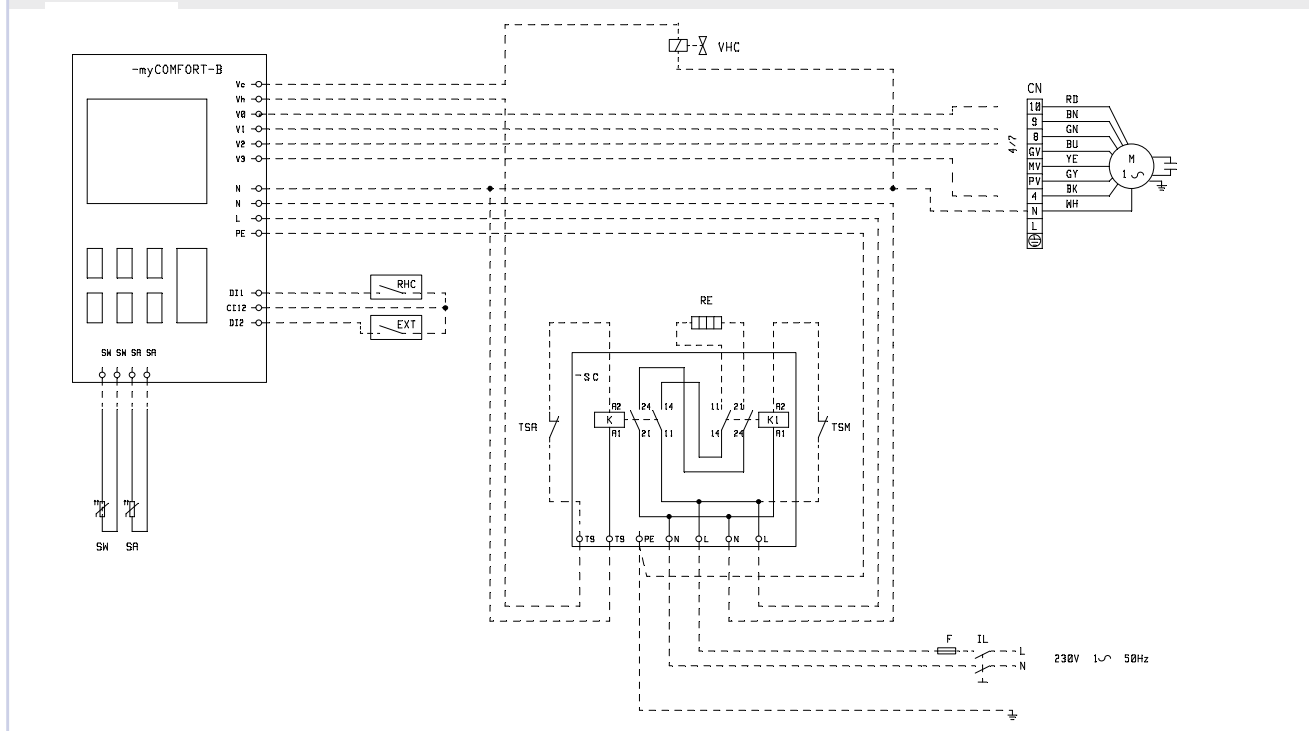 VHC
-myCOMFORT-B
Vc
Vh
V0
V1
V2
V3
N
N
L
PE
DI1
CI12
DI2
RHC
EXT
SW SW SA SA
SW SA
CN
10 RD
9 BN
8 GN
GV BU
MV YE
PV GY
4 BK
N WH
L
4/7
M
1
RE
-SC
TSA
K
A2
A1
24 14
21 11
11 21
14 24
K1
A2
A1
TSM
T9 T9 PE N L N L
F IL
L
N
230V 1 50Hz